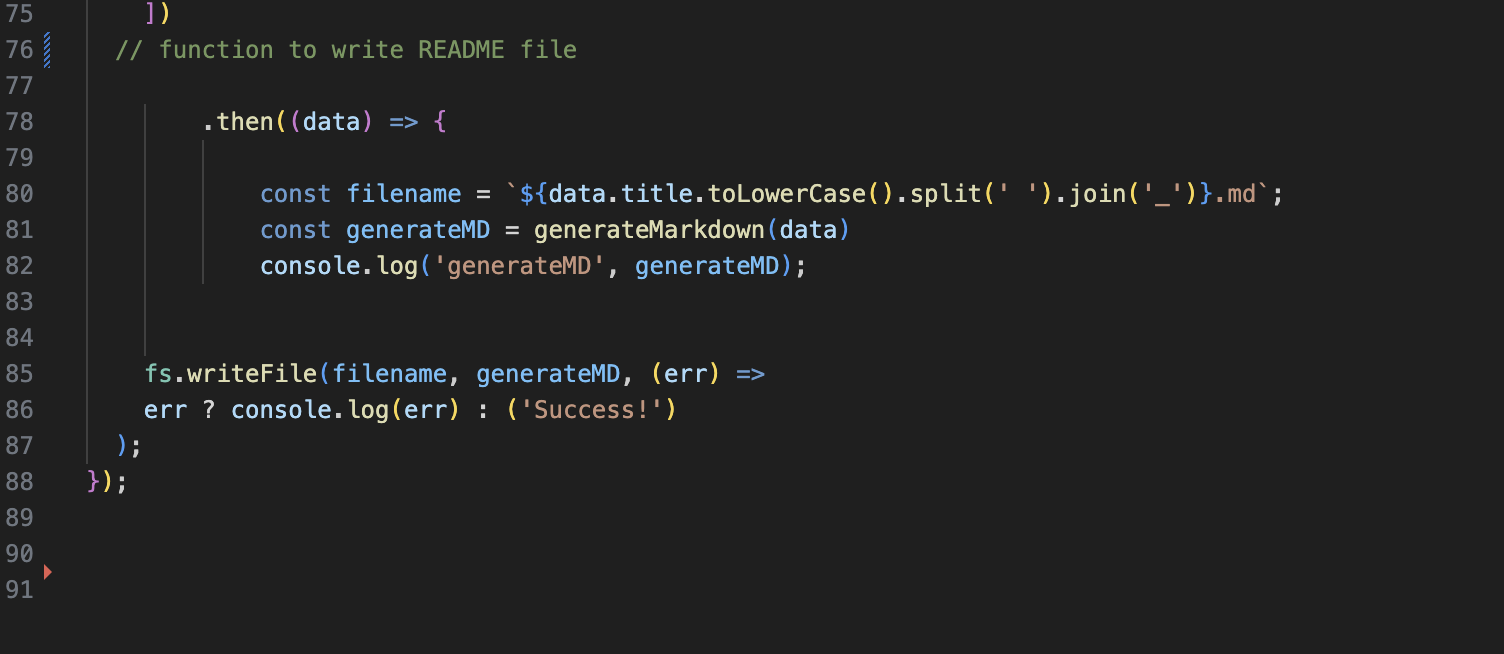 75 ])
76 // function to write README file
77
78 .then((data) => {
79
80 const filename = `${data.title.toLowerCase().split(' ').join('_')}.md`;
81 const generateMD = generateMarkdown(data)
82 console.log('generateMD', generateMD);
83
84
85 fs.writeFile(filename, generateMD, (err) =>
86 err ? console.log(err) : ('Success!')
87 );
88 });
89
90
91